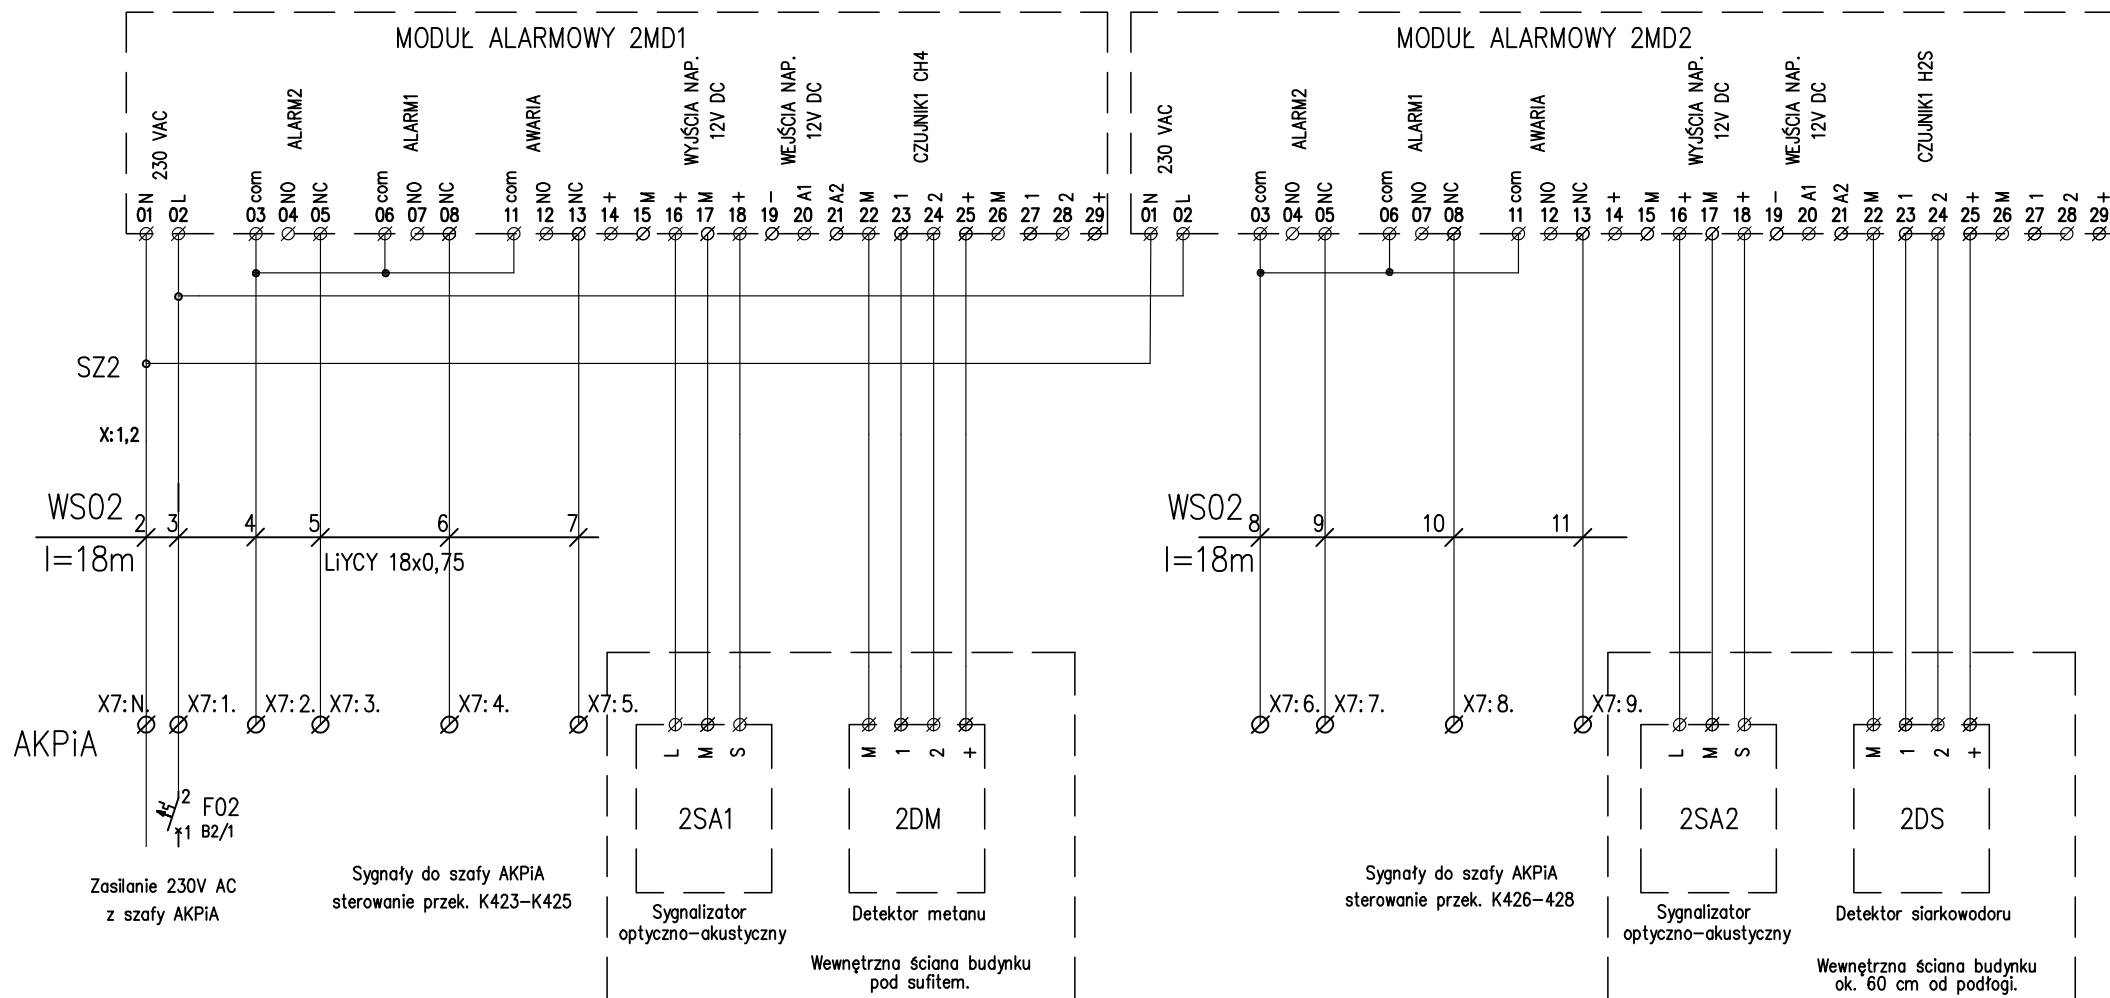 MODUŁ ALARMOWY 2MD1
230 VAC
ALARM2
ALARM1
AWARIA
WYJŚCIA NAP.
12V DC
WEJŚCIA NAP.
12V DC
CZUJNIK1 CH4
01 N
02 L
03 com
04 NO
05 NC
06 com
07 NO
08 NC
11 com
12 NO
13 NC
14 +
15 M
16 +
17 M
18 +
19 -
20 A1
21 A2
22 M
23 1
24 2
25 +
26 M
27 1
28 2
29 +
MODUŁ ALARMOWY 2MD2
230 VAC
ALARM2
ALARM1
AWARIA
WYJŚCIA NAP.
12V DC
WEJŚCIA NAP.
12V DC
CZUJNIK1 H2S
01 N
02 L
03 com
04 NO
05 NC
06 com
07 NO
08 NC
11 com
12 NO
13 NC
14 +
15 M
16 +
17 M
18 +
19 -
20 A1
21 A2
22 M
23 1
24 2
25 +
26 M
27 1
28 2
29 +
SZ2
X:1,2
WS02 2 3 4 5 6 7
l=18m
LiYCY 18x0,75
WS02 8 9 10 11
l=18m
X7:N. X7:1. X7:2. X7:3. X7:4. X7:5.
X7:6. X7:7. X7:8. X7:9.
AKPiA
L M S
M 1 2 +
L M S
M 1 2 +
2 F02
1 B2/1
2SA1
2DM
2SA2
2DS
Zasilanie 230V AC
z szafy AKPiA
Sygnały do szafy AKPiA
sterowanie przek. K423-K425
Sygnalizator
optyczno-akustyczny
Detektor metanu
Wewnętrzna ściana budynku
pod sufitem.
Sygnały do szafy AKPiA
sterowanie przek. K426-428
Sygnalizator
optyczno-akustyczny
Detektor siarkowodoru
Wewnętrzna ściana budynku
ok. 60 cm od podłogi.